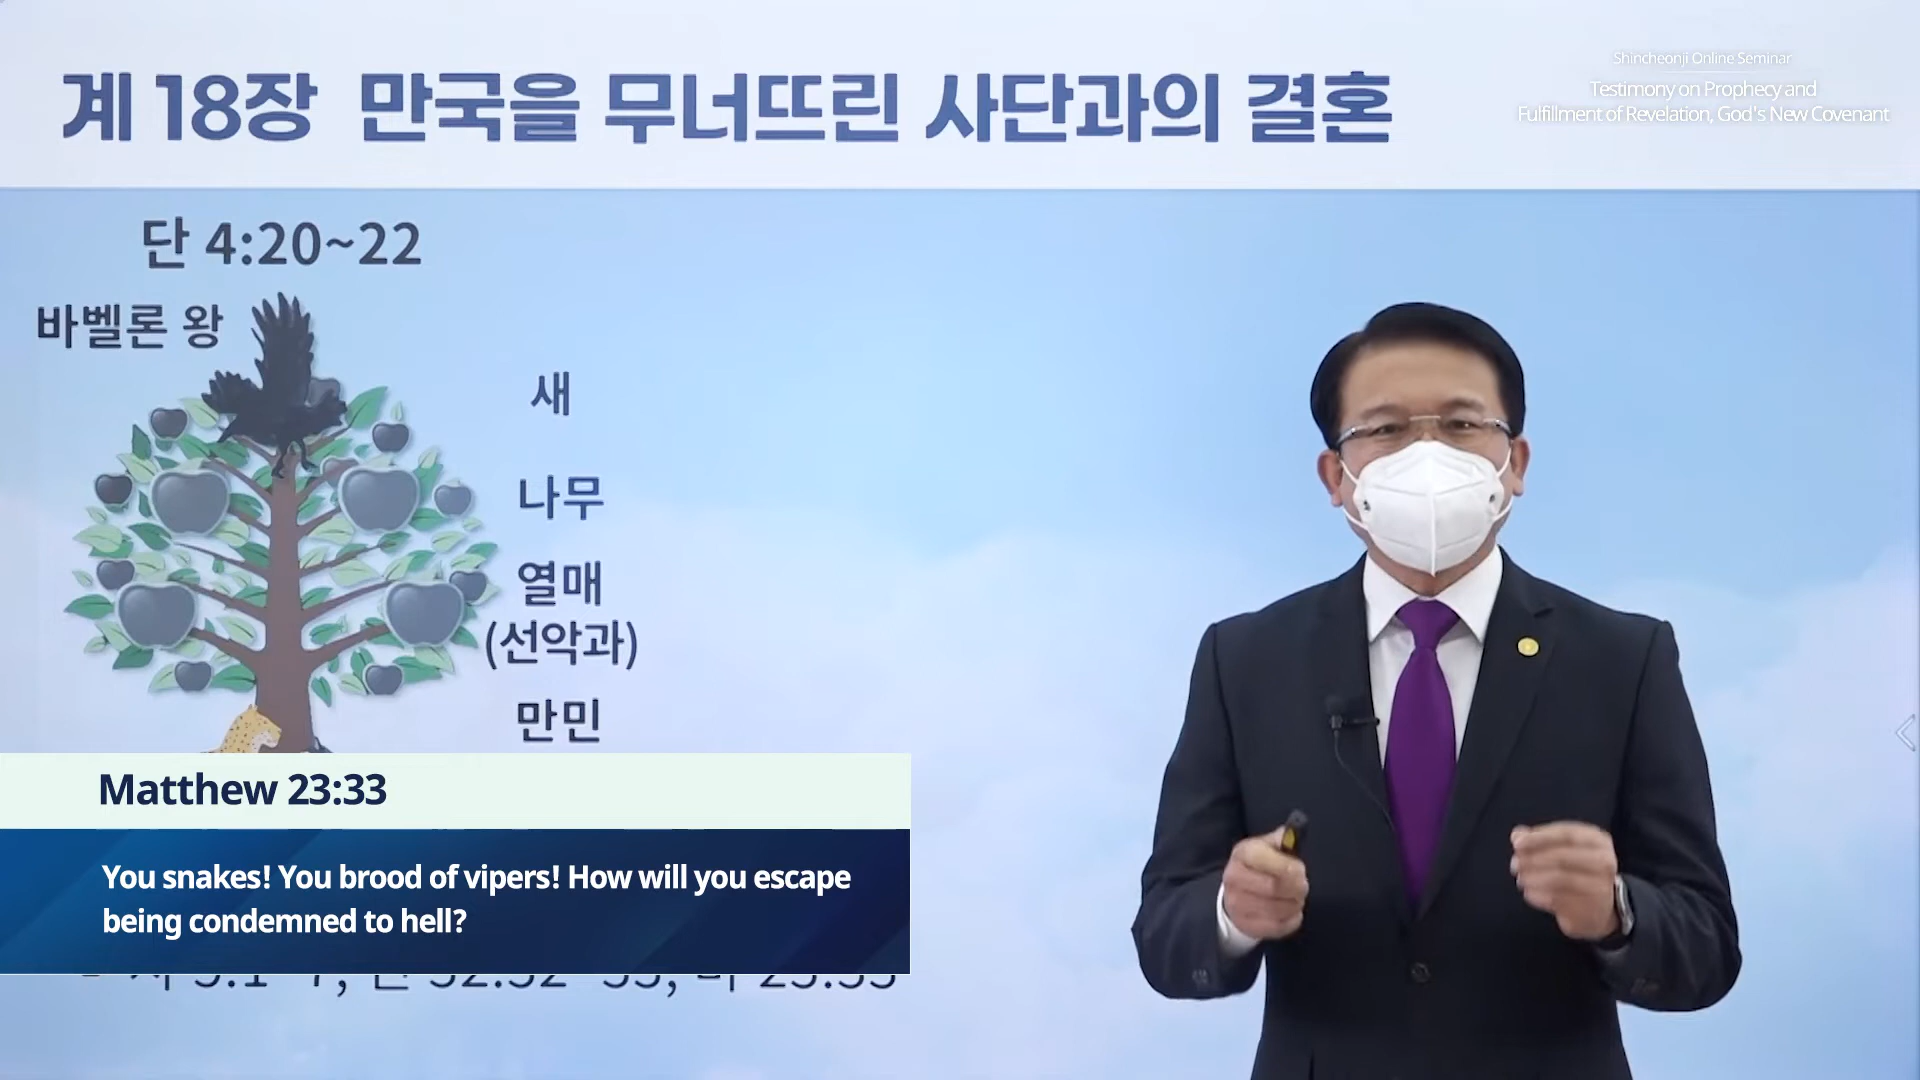 계 18장 만국을 무너뜨린 사단과의 결혼
Shincheonji Online Seminar
Testimony on Prophecy and
Fulfillment of Revelation, God's New Covenant
단 4:20~22
바벨론 왕
새
나무
열매
(선악과)
만민
Matthew 23:33
You snakes! You brood of vipers! How will you escape
being condemned to hell?